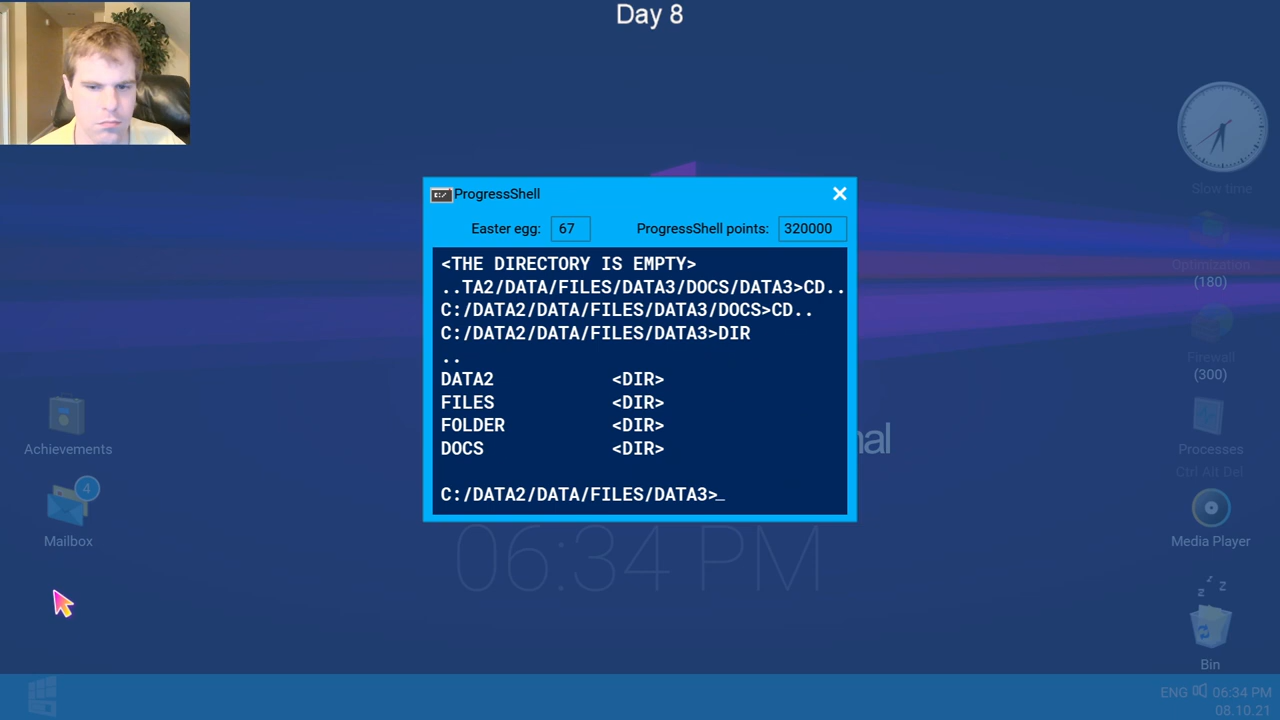 Day 8
ProgressShell
Easter egg: 67 ProgressShell points: 320000
<THE DIRECTORY IS EMPTY>
..TA2/DATA/FILES/DATA3/DOCS/DATA3>CD..
C:/DATA2/DATA/FILES/DATA3/DOCS>CD..
C:/DATA2/DATA/FILES/DATA3>DIR
..
DATA2 <DIR>
FILES <DIR>
FOLDER <DIR>
DOCS <DIR>
C:/DATA2/DATA/FILES/DATA3>_
nal
06:34 PM
Achievements
4
Mailbox
Slow time
Optimization
(180)
Firewall
(300)
Processes
Ctrl Alt Del
Media Player
z z
Bin
ENG 06:34 PM
08.10.21